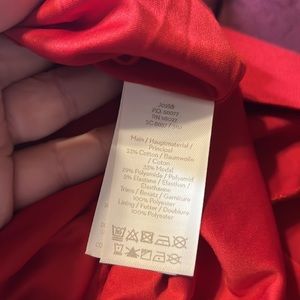 Main / Hauptmaterial /
Principal
33% Cotton / Baumwolle
/ Coton
33% Modal
29% Polyamide / Polyamid
5% Elastane / Elasthan /
Elasthanne
Trims / Besatz / Garniture
100% Polyester
Lining / Futter / Doublure
100% Polyester